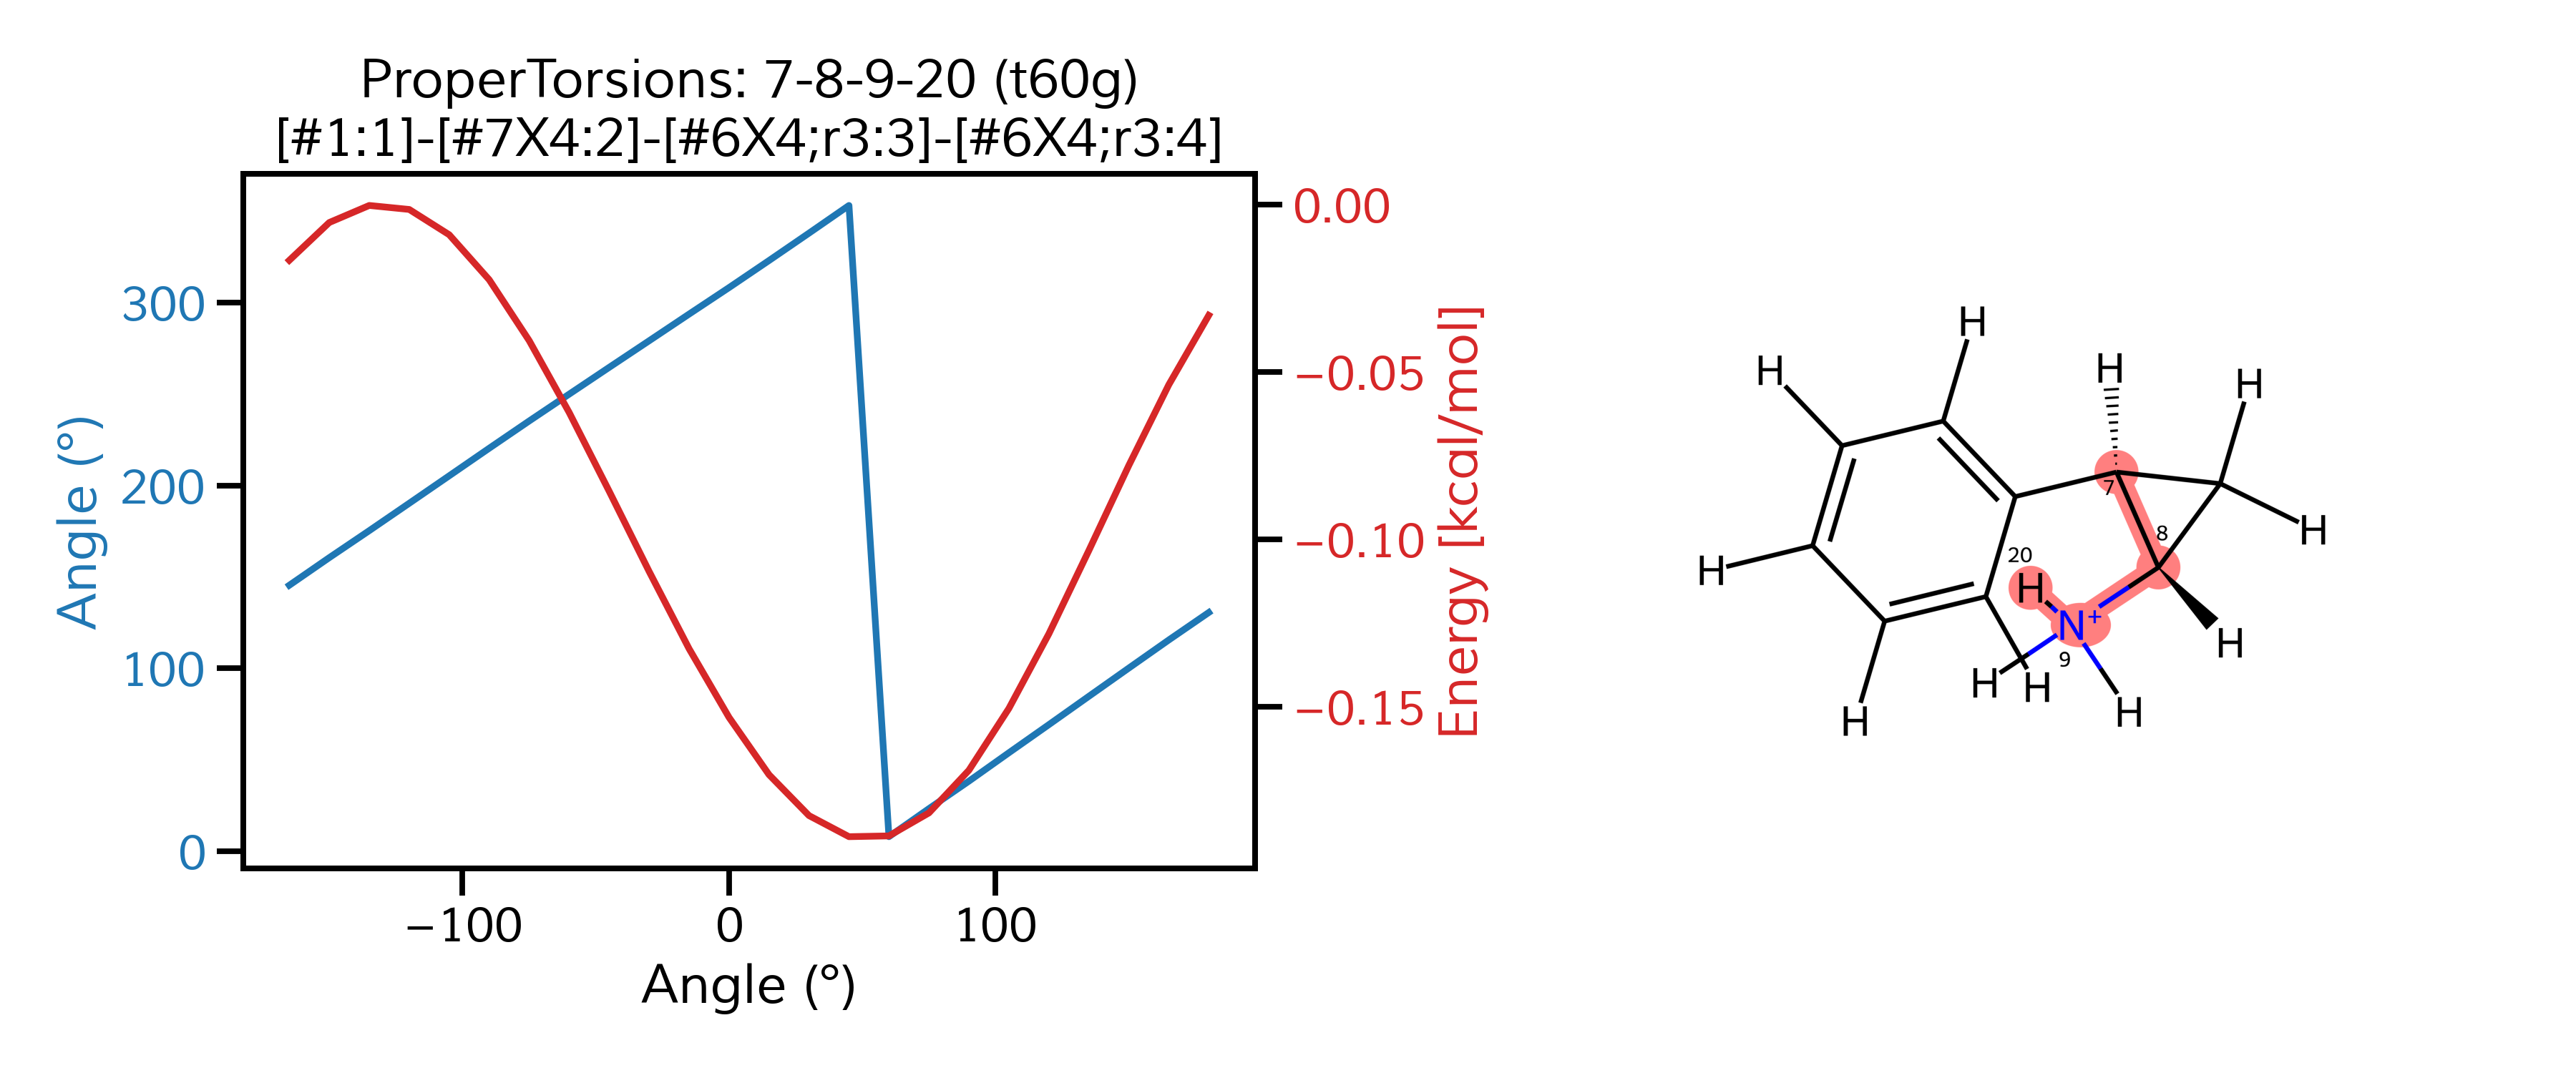 ProperTorsions: 7-8-9-20 (t60g)
[#1:1]-[#7X4:2]-[#6X4;r3:3]-[#6X4;r3:4]
Angle (°)
300
200
100
0
−100
0
100
Angle (°)
0.00
−0.05
−0.10
−0.15
Energy [kcal/mol]
H
H
H
H
H
7
8
H
20
H
H
N+
9
H
H
H
H
H